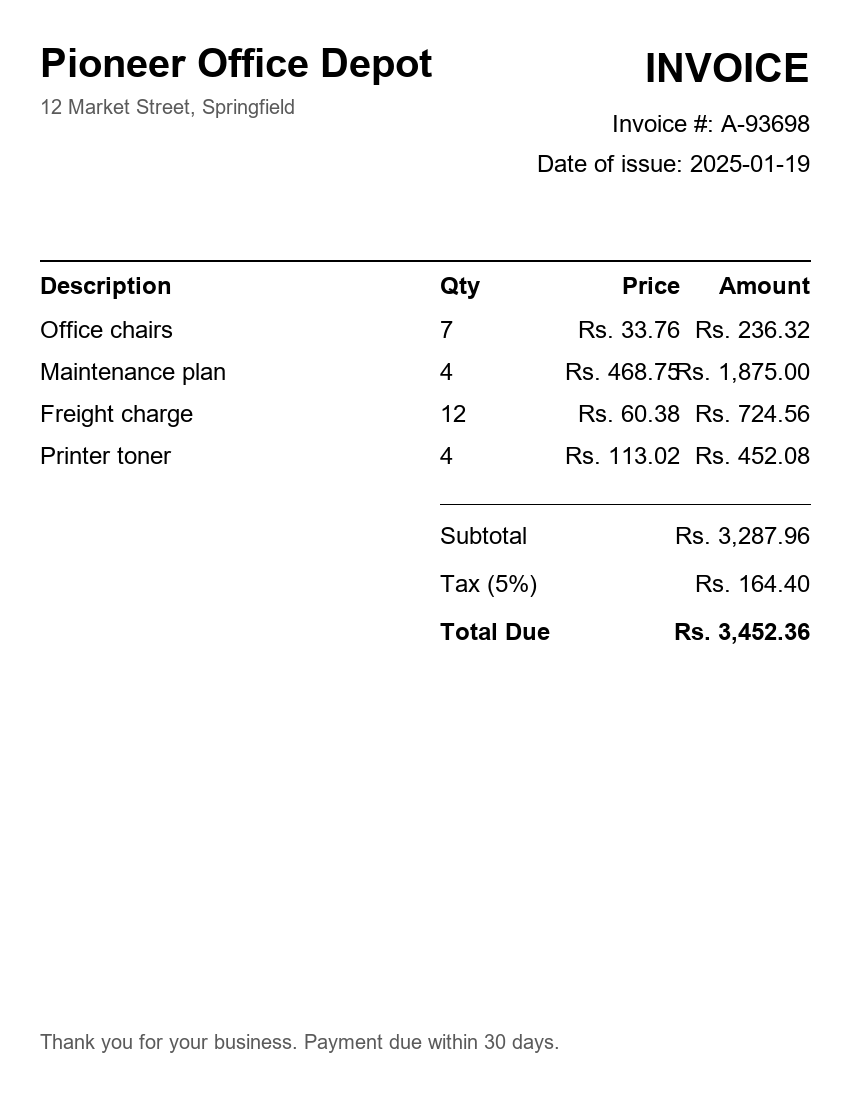 Pioneer Office Depot
INVOICE
12 Market Street, Springfield
Invoice #: A-93698
Date of issue: 2025-01-19
Description Qty Price Amount
Office chairs 7 Rs. 33.76 Rs. 236.32
Maintenance plan 4 Rs. 468.75 Rs. 1,875.00
Freight charge 12 Rs. 60.38 Rs. 724.56
Printer toner 4 Rs. 113.02 Rs. 452.08
Subtotal Rs. 3,287.96
Tax (5%) Rs. 164.40
Total Due Rs. 3,452.36
Thank you for your business. Payment due within 30 days.